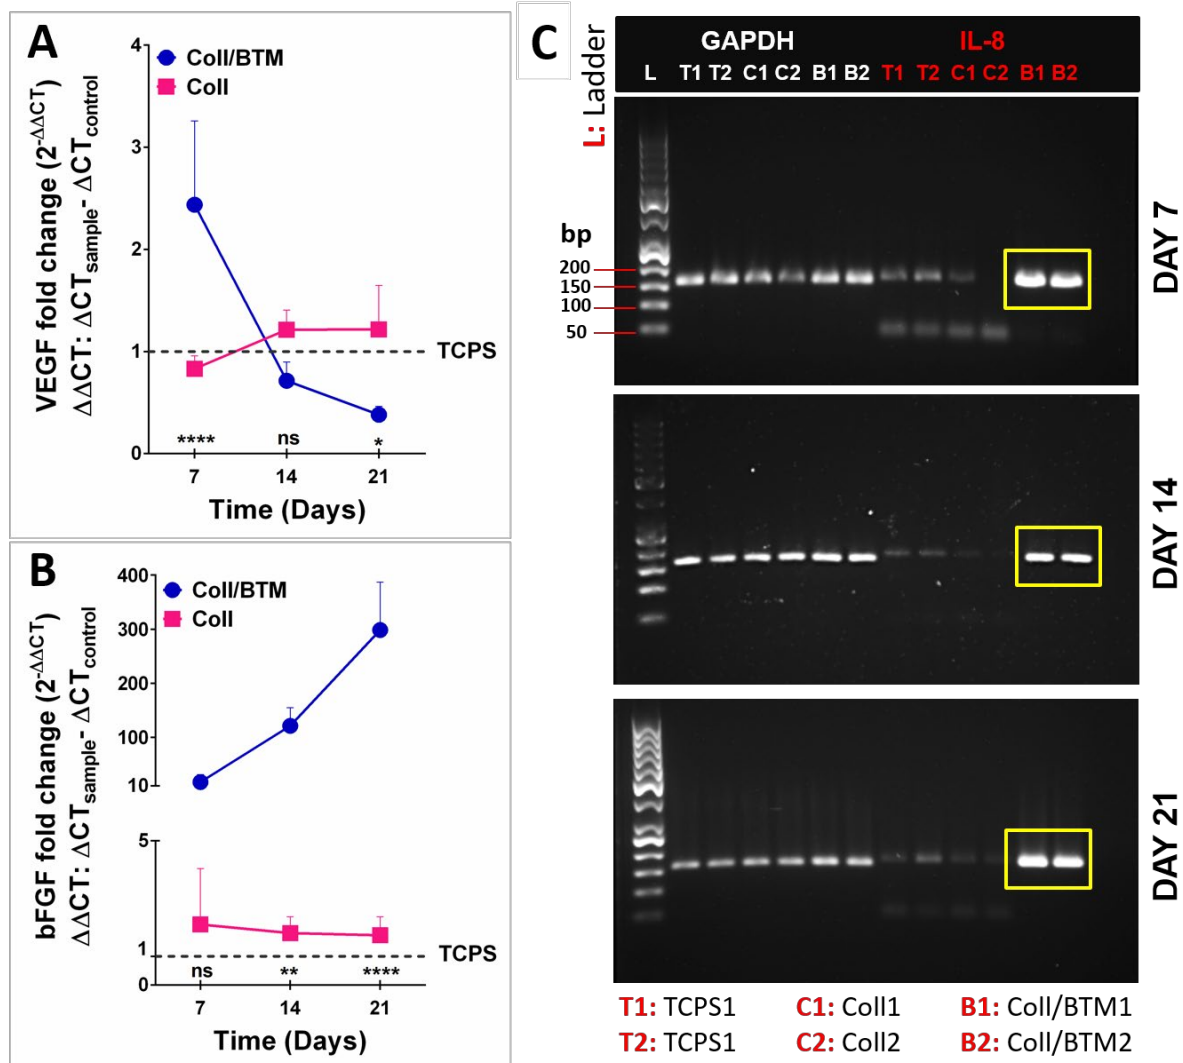 A
VEGF fold change (2^-ΔΔCT)
ΔΔCT: ΔCT_sample- ΔCT_control
4
3
2
1
0
Coll/BTM
Coll
TCPS
**** ns *
7 14 21
Time (Days)
B
bFGF fold change (2^-ΔΔCT)
ΔΔCT: ΔCT_sample- ΔCT_control
400
300
200
100
10
5
1
0
Coll/BTM
Coll
TCPS
ns ** ****
7 14 21
Time (Days)
C
L: Ladder
GAPDH IL-8
L T1 T2 C1 C2 B1 B2 T1 T2 C1 C2 B1 B2
bp
200
150
100
50
DAY 7
DAY 14
DAY 21
T1: TCPS1 C1: Coll1 B1: Coll/BTM1
T2: TCPS1 C2: Coll2 B2: Coll/BTM2